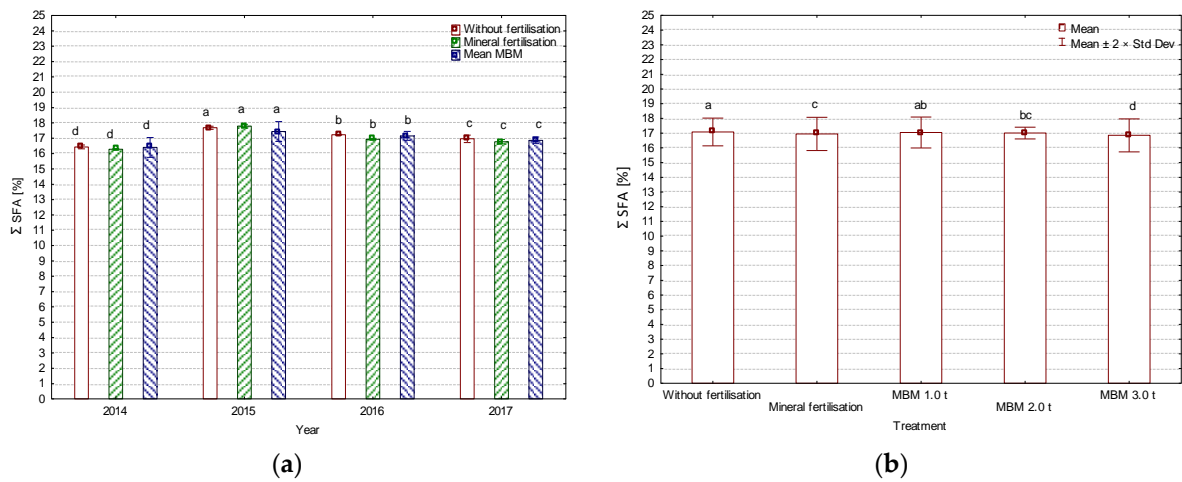 Σ SFA [%]
25
24
23
22
21
20
19
18
17
16
15
14
13
12
11
10
9
8
7
6
5
4
3
2
1
0
Without fertilisation
Mineral fertilisation
Mean MBM
d d d
a a a
b b b
c c c
2014 2015 2016 2017
Year
(a)
Σ SFA [%]
25
24
23
22
21
20
19
18
17
16
15
14
13
12
11
10
9
8
7
6
5
4
3
2
1
0
Mean
Mean ± 2 × Std Dev
a c ab bc d
Without fertilisation Mineral fertilisation MBM 1.0 t MBM 2.0 t MBM 3.0 t
Treatment
(b)